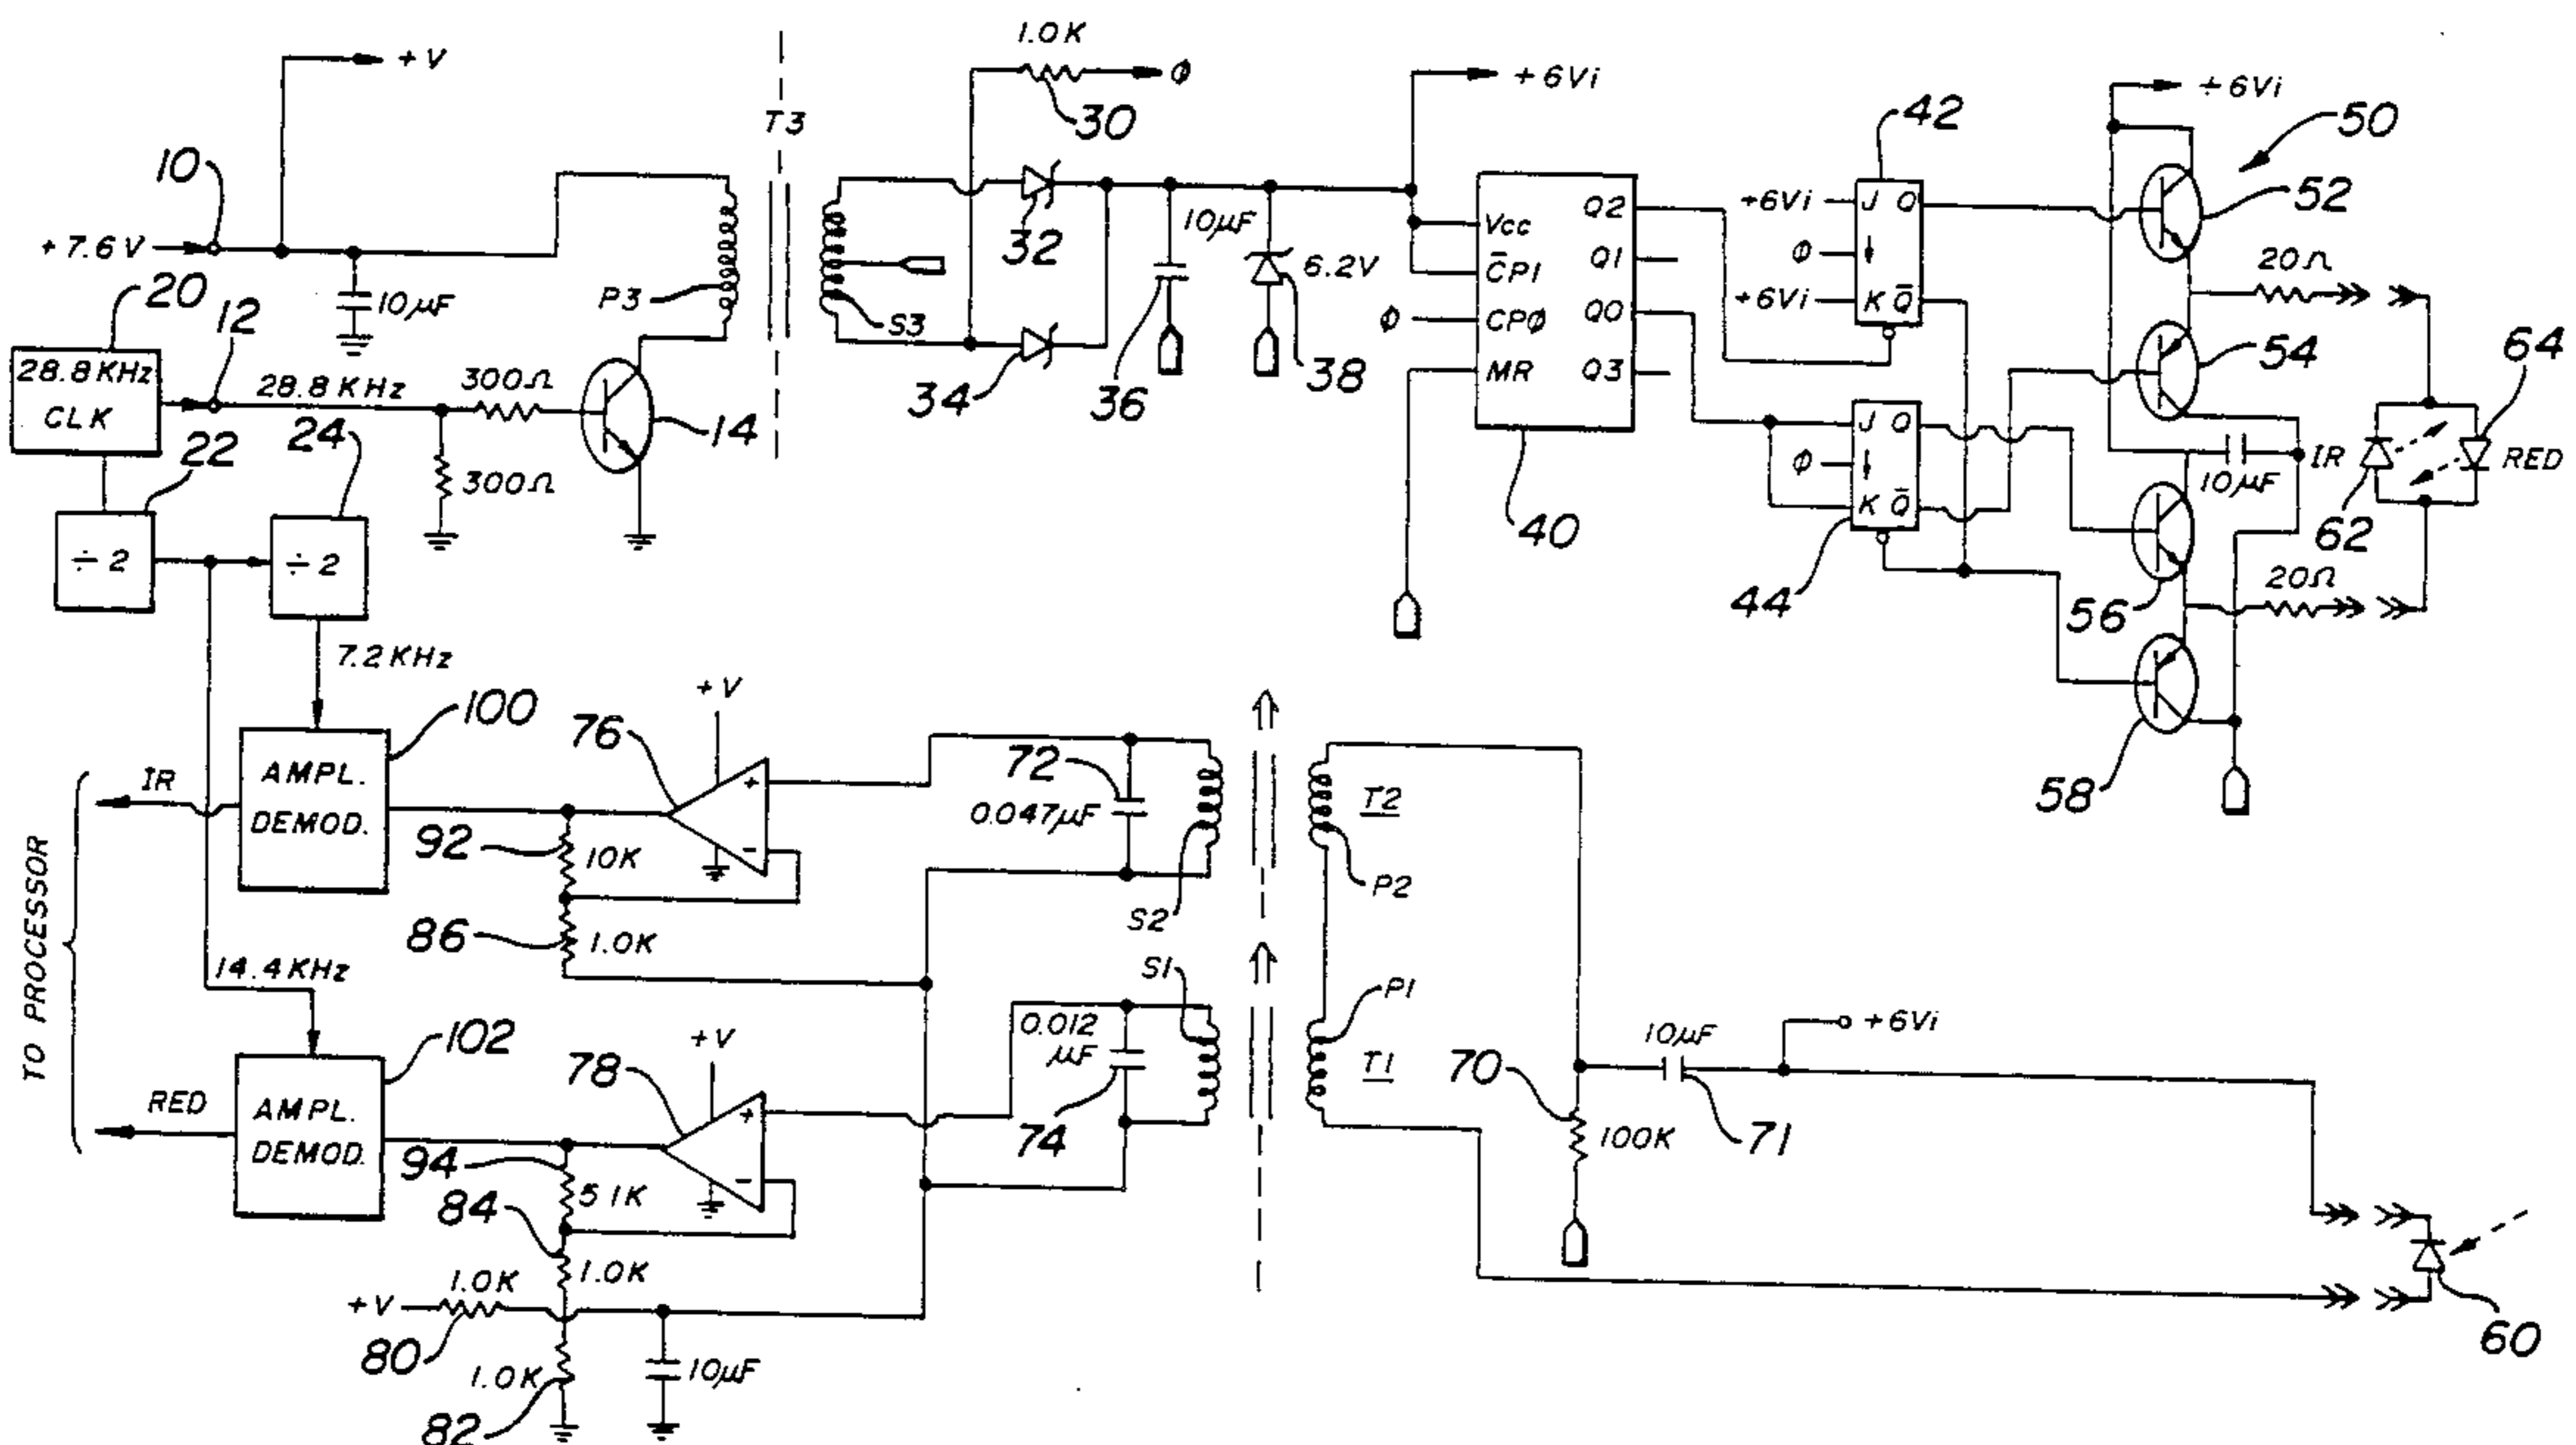 1.0K
+V
Φ
30
T3
+6Vi
÷6Vi
42
50
10
+7.6V
20
12
10µF
P3
S3
32
10µF
36
6.2V
38
Vcc
C̅P̅1
CPΦ
MR
Q2
Q1
Q0
Q3
Φ
40
+6Vi
Φ
+6Vi
J Q
↓
K Q̅
52
20Ω
54
64
28.8KHz
CLK
28.8KHz
300Ω
300Ω
14
34
22
24
÷2
÷2
J Q
Φ
↓
K Q̅
44
IR
10µF
RED
62
56
20Ω
58
7.2KHz
100
+V
76
72
0.047µF
T2
IR
AMPL.
DEMOD.
92
10K
+
-
S2
P2
86
1.0K
TO PROCESSOR
14.4KHz
102
+V
S1
P1
0.012
µF
74
T1
10µF
+6Vi
70
100K
71
78
RED
AMPL.
DEMOD.
94
51K
+
-
84
1.0K
1.0K
+V
80
1.0K
82
10µF
60